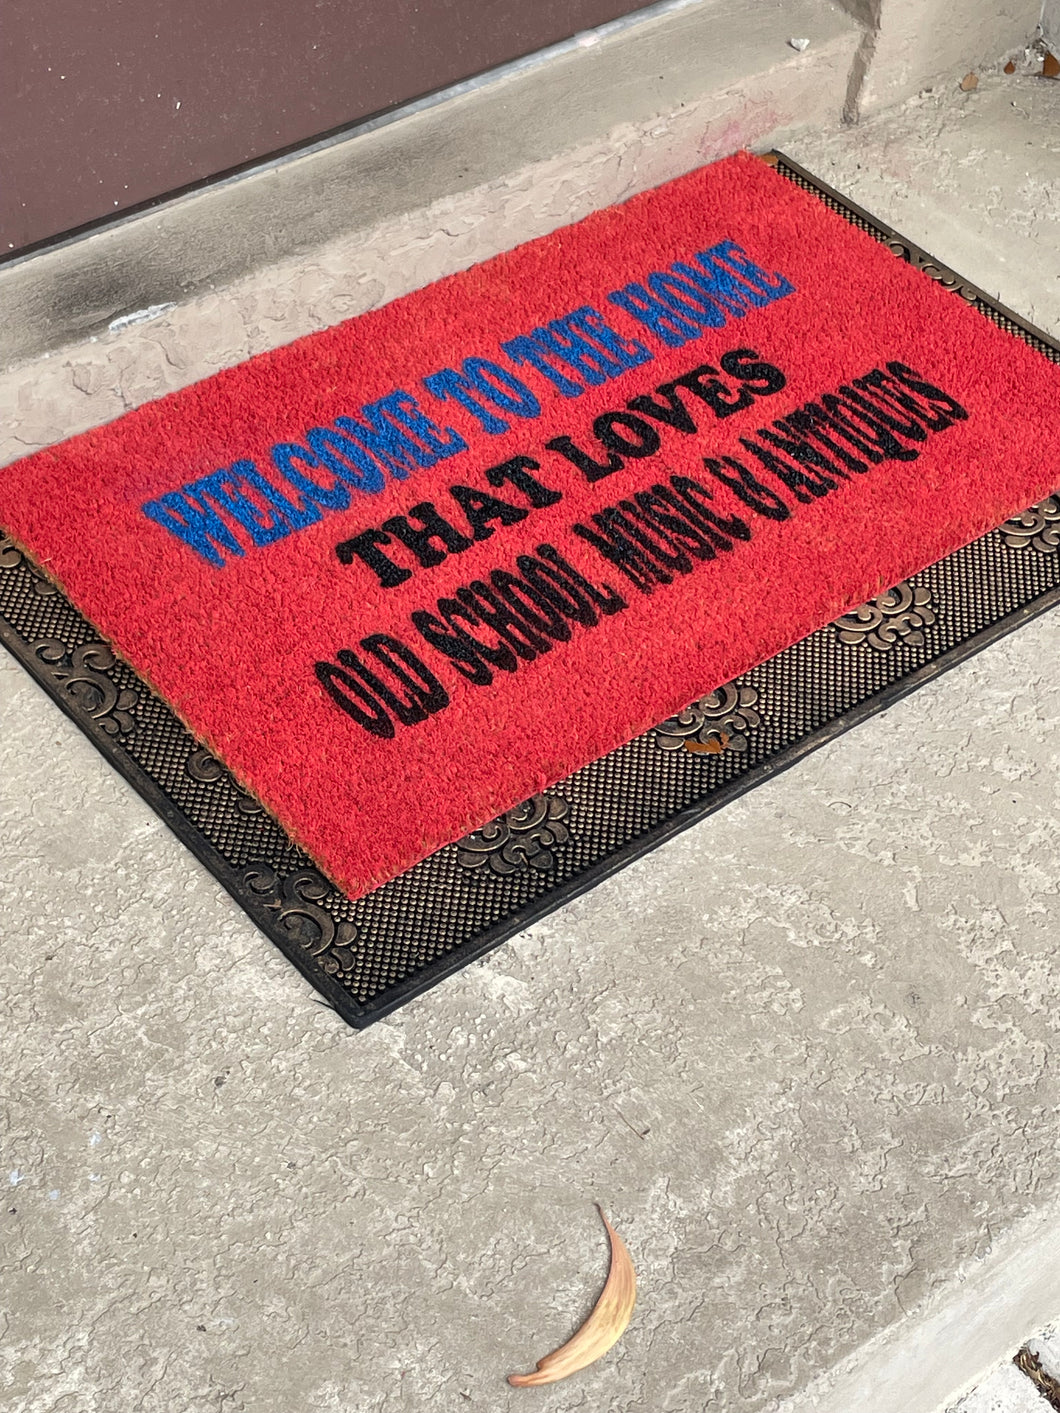 WELCOME TO THE HOME
THAT LOVES
OLD SCHOOL MUSIC & ANTIQUES